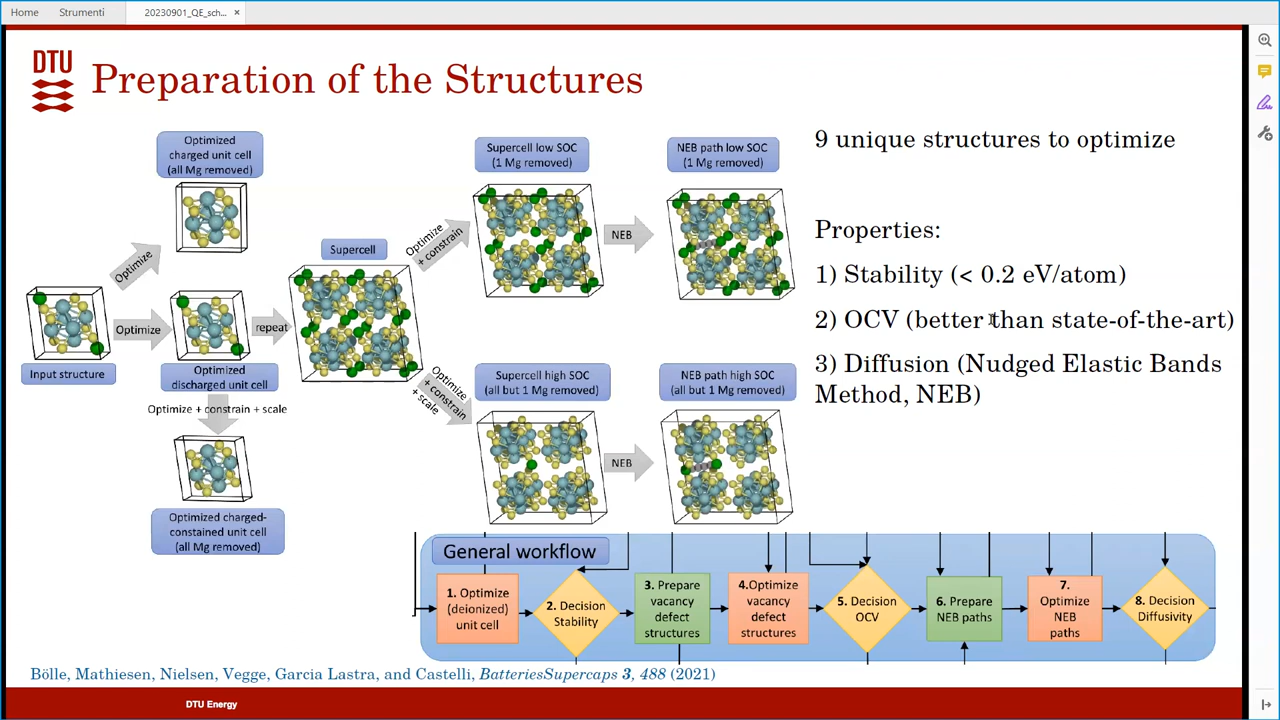 Home
Strumenti
20230901_QE_sch...
×
DTU
Preparation of the Structures
Optimized
charged unit cell
(all Mg removed)
Supercell low SOC
(1 Mg removed)
NEB path low SOC
(1 Mg removed)
9 unique structures to optimize
Properties:
1) Stability (< 0.2 eV/atom)
2) OCV (better than state-of-the-art)
3) Diffusion (Nudged Elastic Bands
Method, NEB)
Optimize
Optimize
+ constrain
NEB
Supercell
Optimize
repeat
Input structure
Optimized
discharged unit cell
Optimize
+ constrain
+ scale
Supercell high SOC
(all but 1 Mg removed)
NEB path high SOC
(all but 1 Mg removed)
Optimize + constrain + scale
NEB
Optimized charged-
constained unit cell
(all Mg removed)
General workflow
1. Optimize
(deionized)
unit cell
2. Decision
Stability
3. Prepare
vacancy
defect
structures
4.Optimize
vacancy
defect
structures
5. Decision
OCV
6. Prepare
NEB paths
7.
Optimize
NEB
paths
8. Decision
Diffusivity
Bölle, Mathiesen, Nielsen, Vegge, Garcia Lastra, and Castelli, BatteriesSupercaps 3, 488 (2021)
DTU Energy